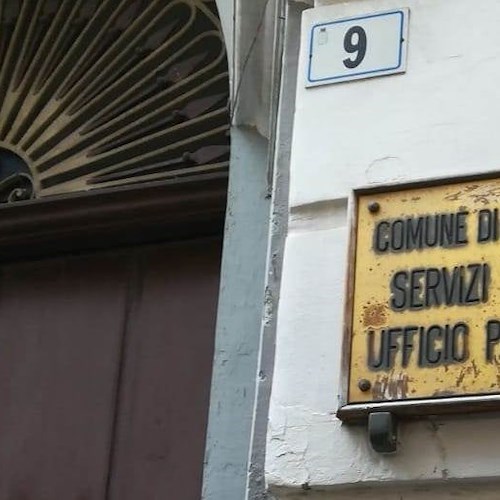 9
COMUNE DI
SERVIZI
UFFICIO P